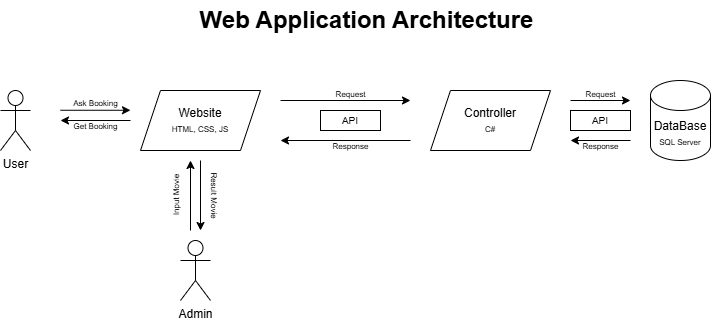 Web Application Architecture
Ask Booking
Get Booking
User
Website
HTML, CSS, JS
Request
API
Response
Controller
C#
Request
API
Response
DataBase
SQL Server
Input Movie
Result Movie
Admin